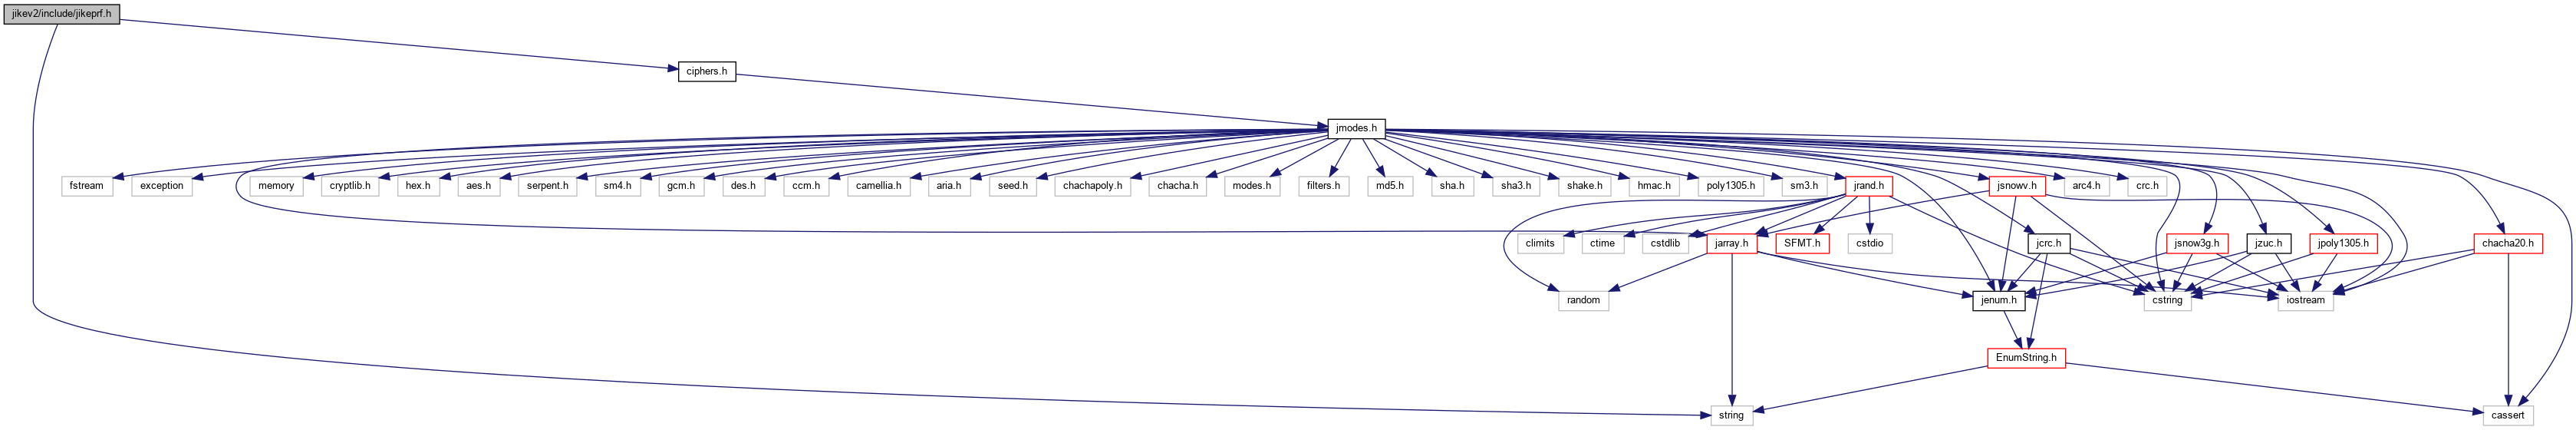 jikev2/include/jikeprf.h
ciphers.h
jmodes.h
fstream
exception
memory
cryptlib.h
hex.h
aes.h
serpent.h
sm4.h
gcm.h
des.h
ccm.h
camellia.h
aria.h
seed.h
chachapoly.h
chacha.h
modes.h
filters.h
md5.h
sha.h
sha3.h
shake.h
hmac.h
poly1305.h
sm3.h
jrand.h
jsnowv.h
arc4.h
crc.h
climits
ctime
cstdlib
jarray.h
SFMT.h
cstdio
jcrc.h
jsnow3g.h
jzuc.h
jpoly1305.h
chacha20.h
random
jenum.h
cstring
iostream
EnumString.h
string
cassert